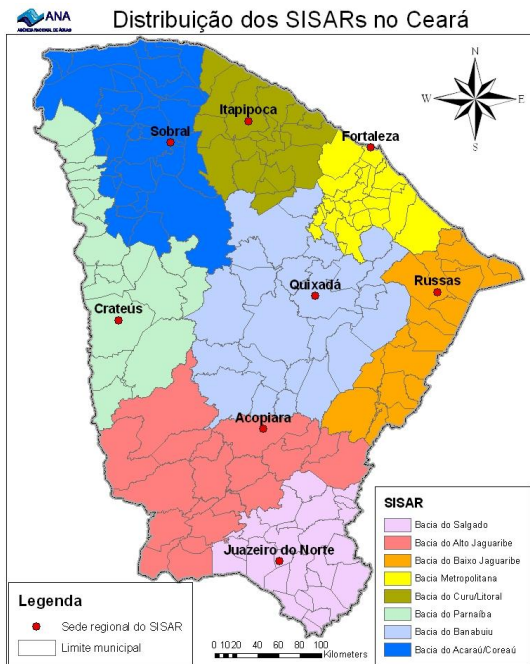 ANA
AGÊNCIA NACIONAL DE ÁGUAS
Distribuição dos SISARs no Ceará
N
W
E
S
Itapipoca
Sobral
Fortaleza
Quixadá
Russas
Crateús
Acopiara
Juazeiro do Norte
SISAR
Bacia do Salgado
Bacia do Alto Jaguaribe
Bacia do Baixo Jaguaribe
Bacia Metropolitana
Bacia do Curu/Litoral
Bacia do Parnaíba
Bacia do Banabuiu
Bacia do Acaraú/Coreaú
Legenda
Sede regional do SISAR
Limite municipal
0 10 20 40 60 80 100
Kilometers